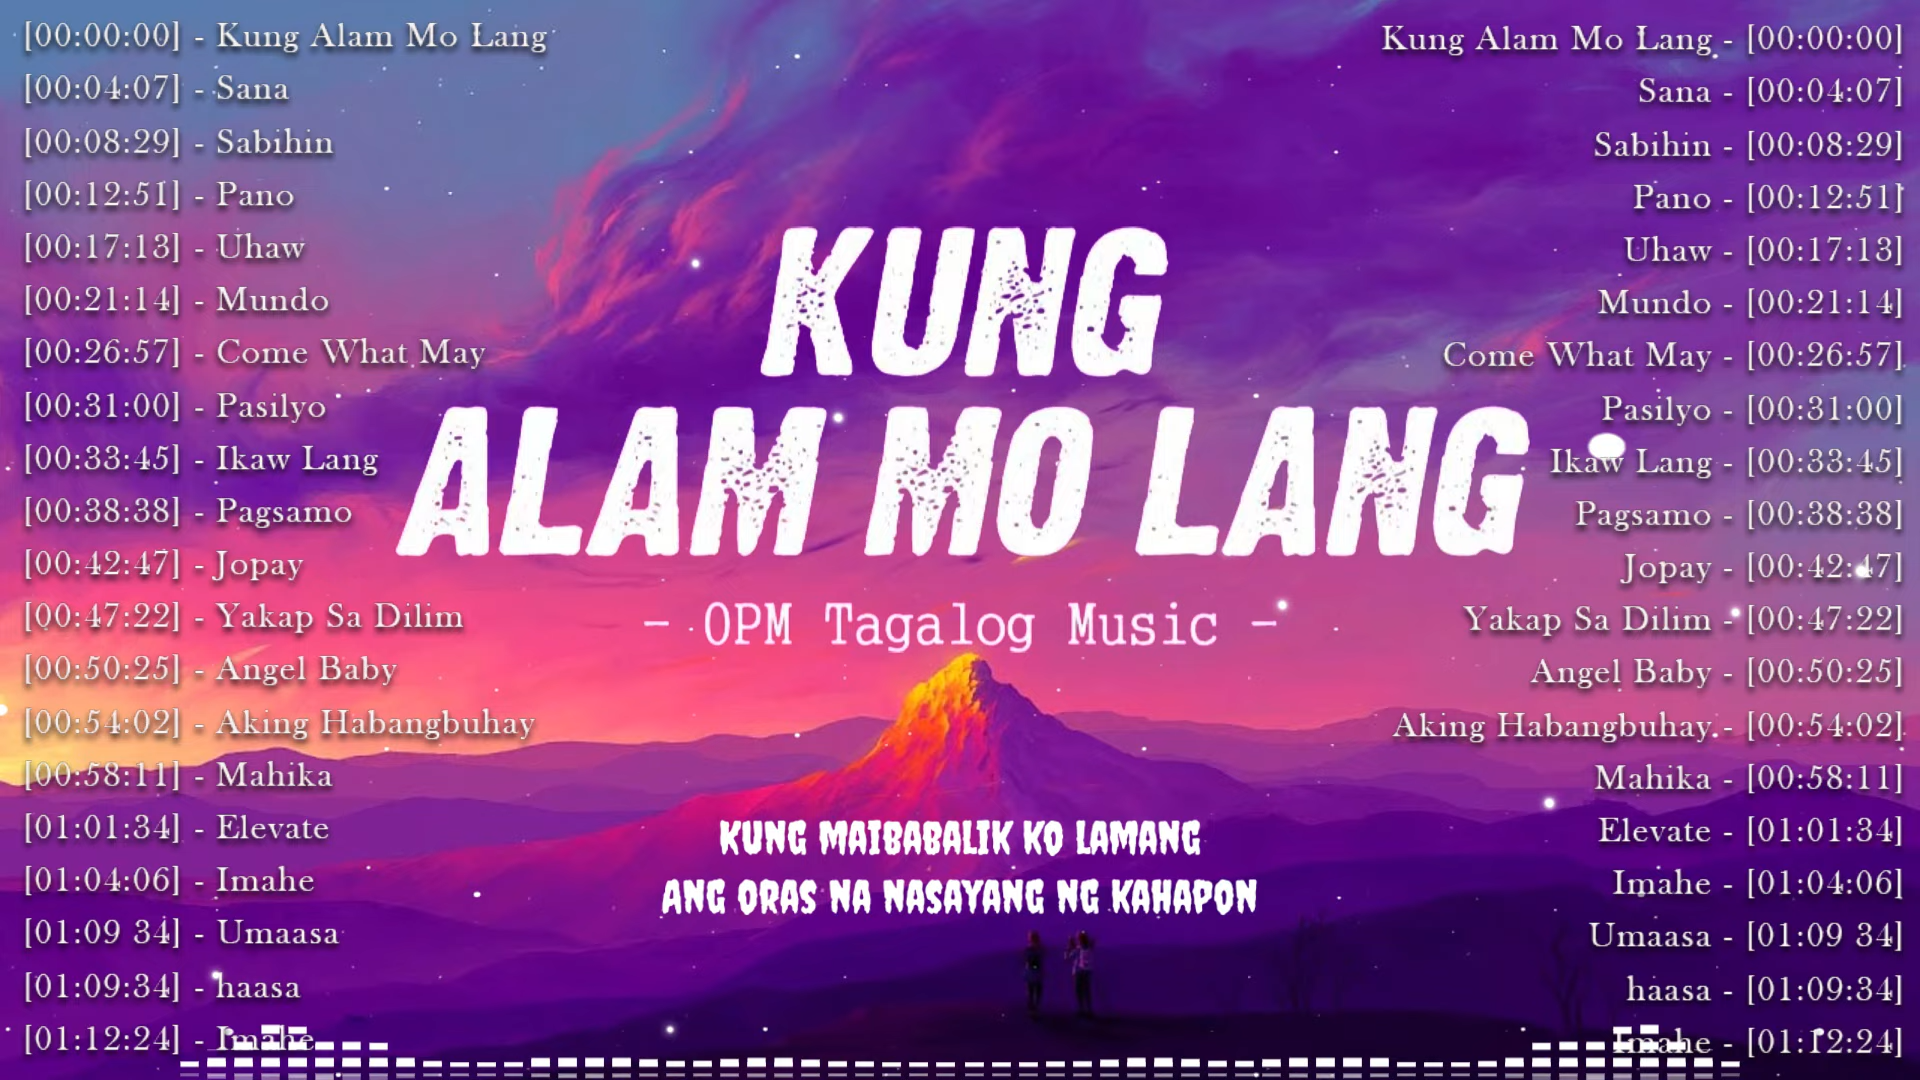 [00:00:00] - Kung Alam Mo Lang
[00:04:07] - Sana
[00:08:29] - Sabihin
[00:12:51] - Pano
[00:17:13] - Uhaw
[00:21:14] - Mundo
[00:26:57] - Come What May
[00:31:00] - Pasilyo
[00:33:45] - Ikaw Lang
[00:38:38] - Pagsamo
[00:42:47] - Jopay
[00:47:22] - Yakap Sa Dilim
[00:50:25] - Angel Baby
[00:54:02] - Aking Habangbuhay
[00:58:11] - Mahika
[01:01:34] - Elevate
[01:04:06] - Imahe
[01:09 34] - Umaasa
[01:09:34] - haasa
[01:12:24] - Imahe
KUNG
ALAM MO LANG
- OPM Tagalog Music -
KUNG MAIBABALIK KO LAMANG
ANG ORAS NA NASAYANG NG KAHAPON
Kung Alam Mo Lang - [00:00:00]
Sana - [00:04:07]
Sabihin - [00:08:29]
Pano - [00:12:51]
Uhaw - [00:17:13]
Mundo - [00:21:14]
Come What May - [00:26:57]
Pasilyo - [00:31:00]
Ikaw Lang - [00:33:45]
Pagsamo - [00:38:38]
Jopay - [00:42:47]
Yakap Sa Dilim - [00:47:22]
Angel Baby - [00:50:25]
Aking Habangbuhay - [00:54:02]
Mahika - [00:58:11]
Elevate - [01:01:34]
Imahe - [01:04:06]
Umaasa - [01:09 34]
haasa - [01:09:34]
Imahe - [01:12:24]